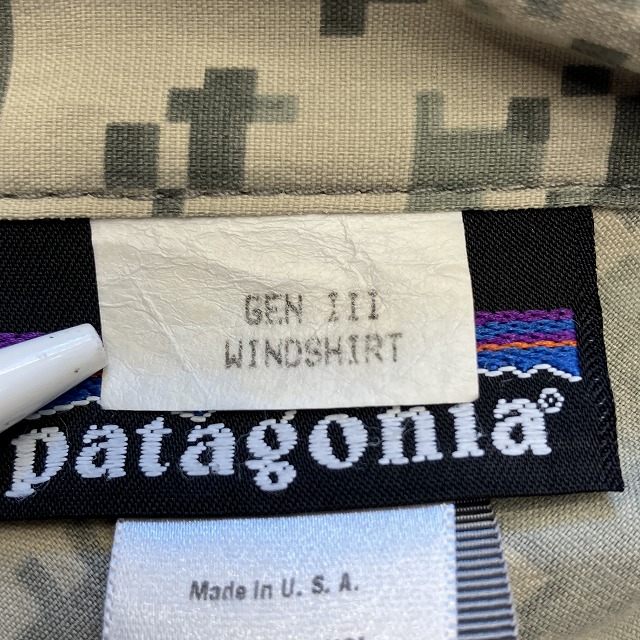 GEN III
WINDSHIRT
patagonia®
Made in U. S. A.